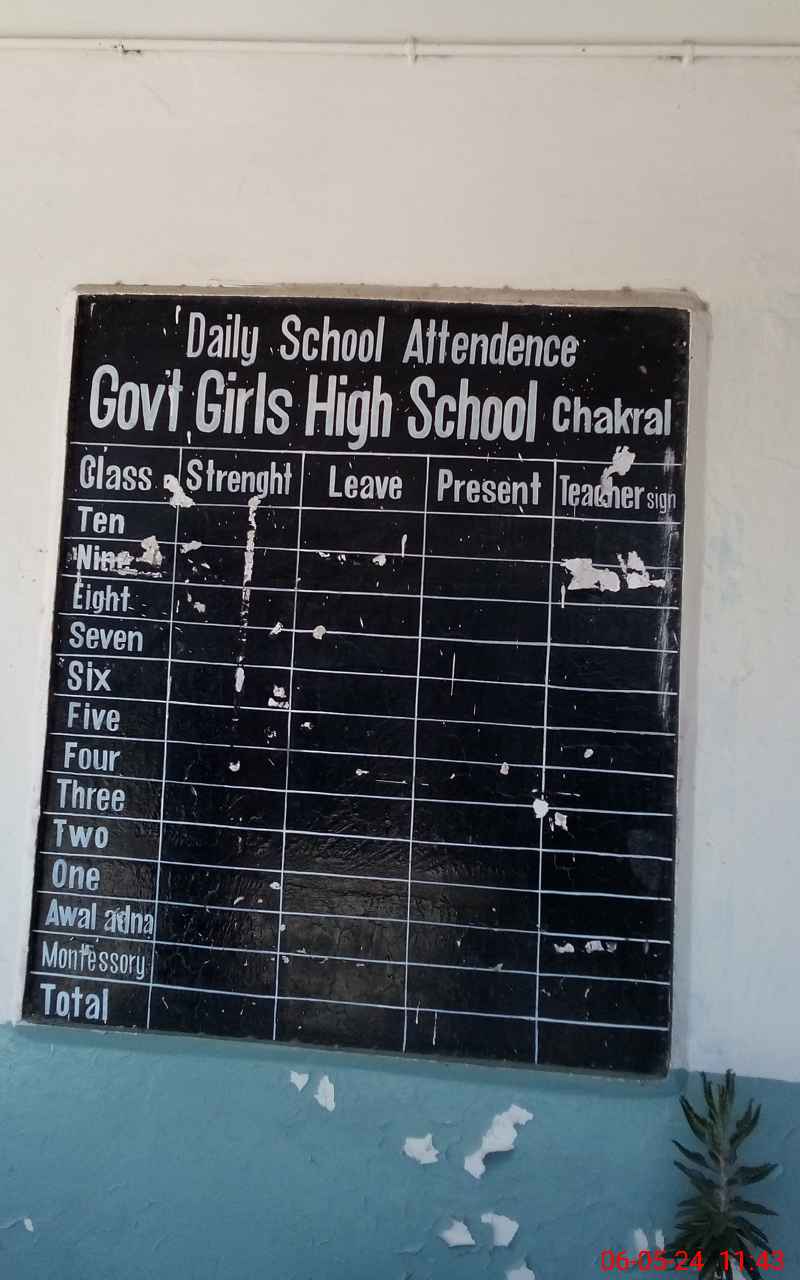 Daily School Attendence
Gov't Girls High School Chakral
Class Strenght Leave Present Teacher sign
Ten
Nine
Eight
Seven
Six
Five
Four
Three
Two
One
Awal adna
Montessory
Total
06-05-24 11:43